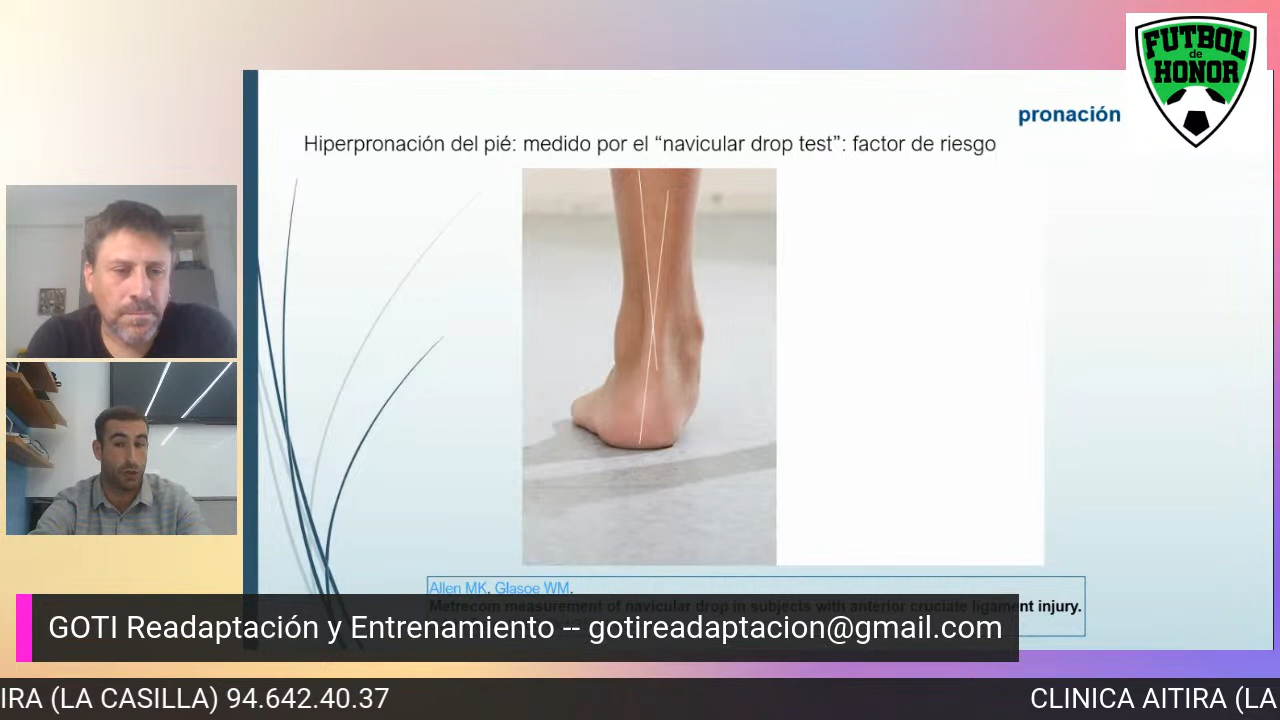 FUTBOL
de
HONOR
pronación
Hiperpronación del pié: medido por el “navicular drop test”: factor de riesgo
Allen MK, Glasoe WM.
Metrecom measurement of navicular drop in subjects with anterior cruciate ligament injury.
GOTI Readaptación y Entrenamiento -- gotireadaptacion@gmail.com
IRA (LA CASILLA) 94.642.40.37
CLINICA AITIRA (LA